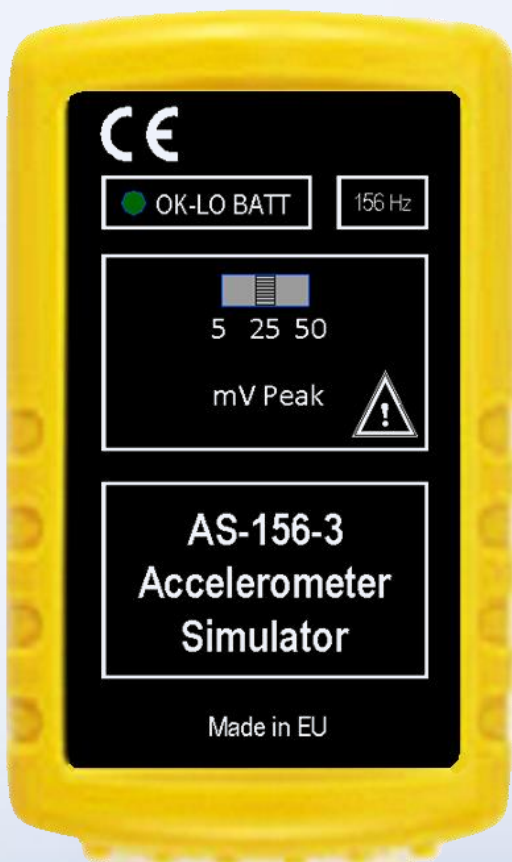 CE
OK-LO BATT
156 Hz
5 25 50
mV Peak
!
AS-156-3
Accelerometer
Simulator
Made in EU